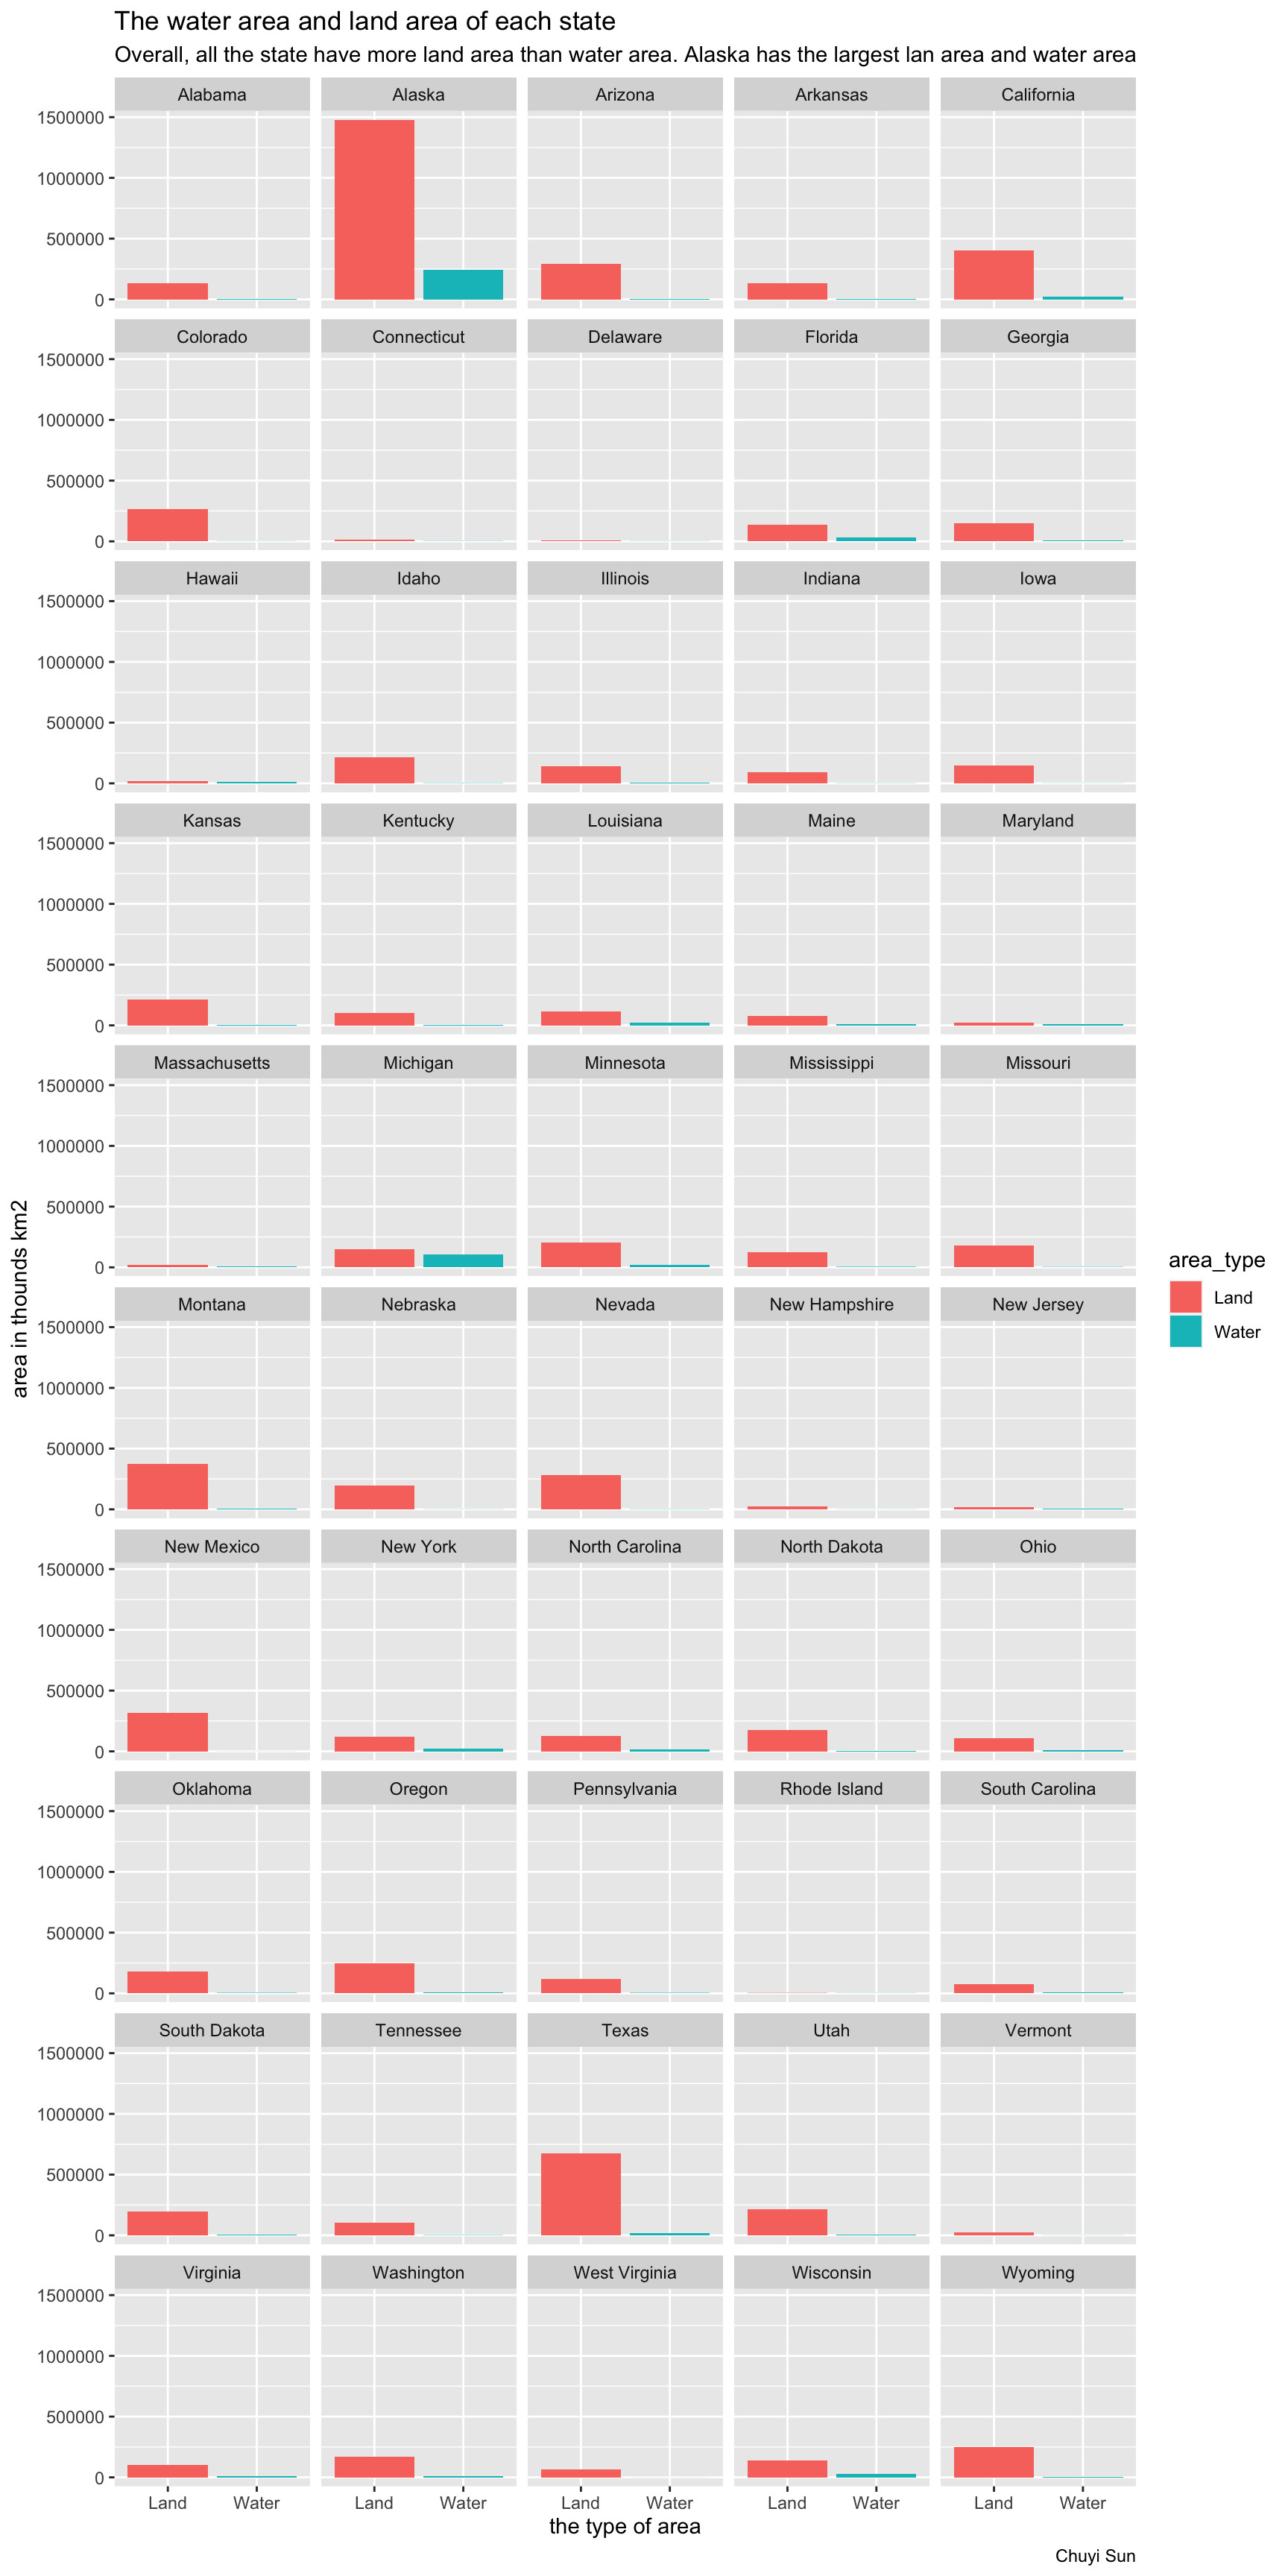 The water area and land area of each state
Overall, all the state have more land area than water area. Alaska has the largest lan area and water area
Alabama Alaska Arizona Arkansas California
1500000
1000000
500000
0
Colorado Connecticut Delaware Florida Georgia
1500000
1000000
500000
0
Hawaii Idaho Illinois Indiana Iowa
1500000
1000000
500000
0
Kansas Kentucky Louisiana Maine Maryland
1500000
1000000
500000
0
Massachusetts Michigan Minnesota Mississippi Missouri
1500000
1000000
500000
0
Montana Nebraska Nevada New Hampshire New Jersey
1500000
1000000
500000
0
New Mexico New York North Carolina North Dakota Ohio
1500000
1000000
500000
0
Oklahoma Oregon Pennsylvania Rhode Island South Carolina
1500000
1000000
500000
0
South Dakota Tennessee Texas Utah Vermont
1500000
1000000
500000
0
Virginia Washington West Virginia Wisconsin Wyoming
1500000
1000000
500000
0
Land Water Land Water Land Water Land Water Land Water
the type of area
area in thounds km2
area_type
Land
Water
Chuyi Sun